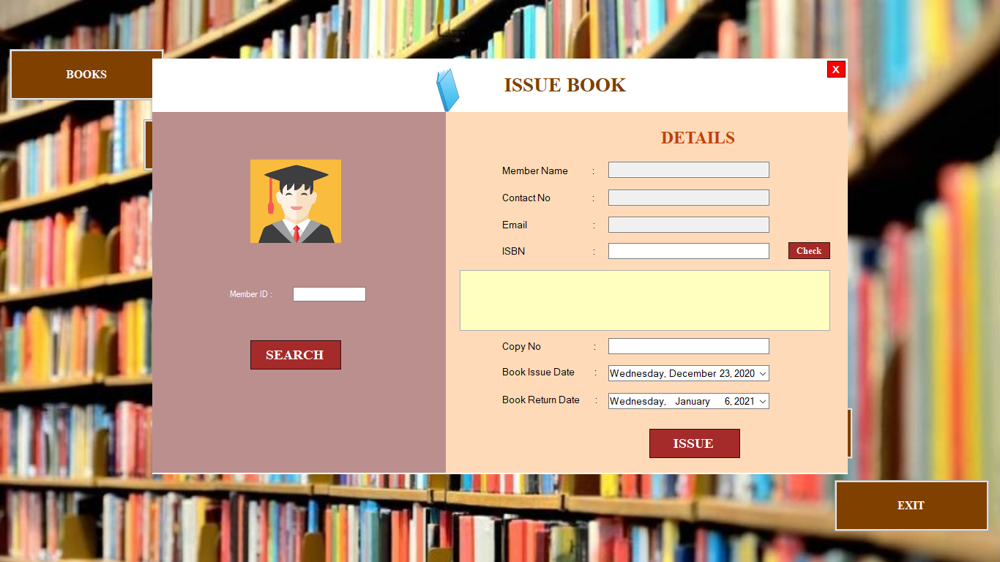 BOOKS
ISSUE BOOK
X
DETAILS
Member Name :
Contact No :
Email :
ISBN : Check
Member ID :
SEARCH
Copy No :
Book Issue Date : Wednesday, December 23, 2020
Book Return Date : Wednesday, January 6, 2021
ISSUE
EXIT